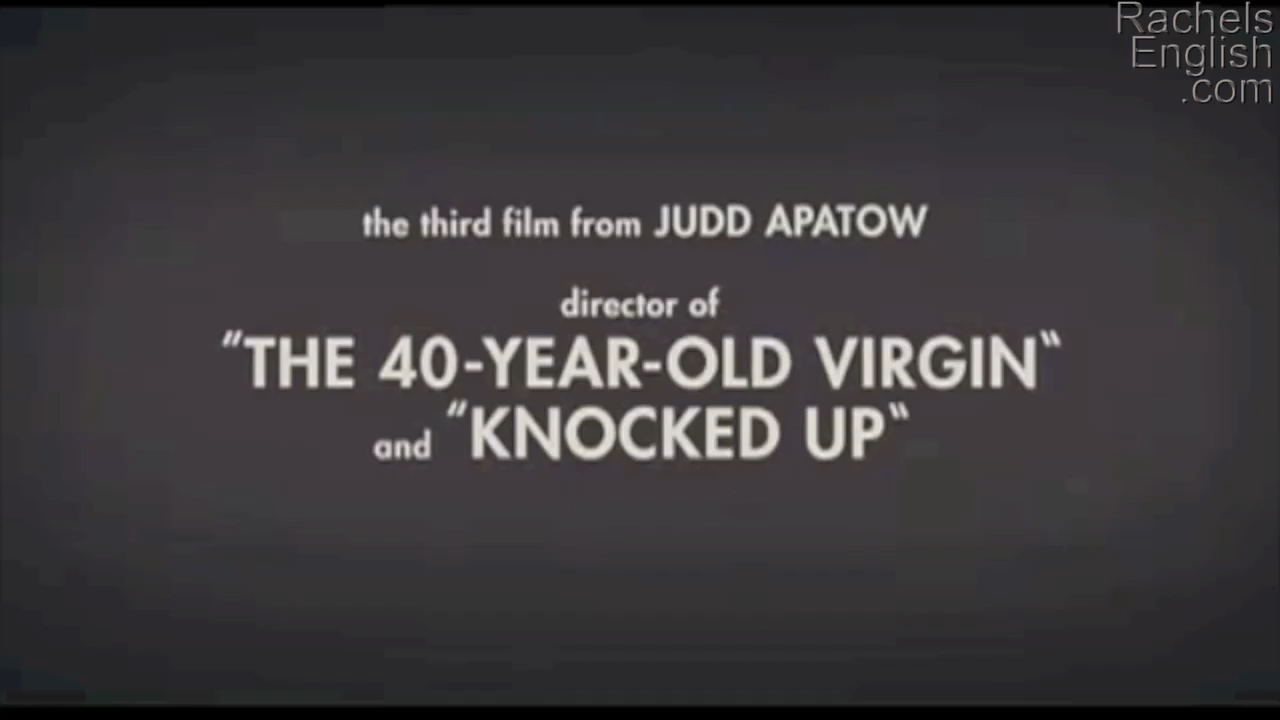 Rachels
English
.com
the third film from JUDD APATOW
director of
"THE 40-YEAR-OLD VIRGIN"
and "KNOCKED UP"